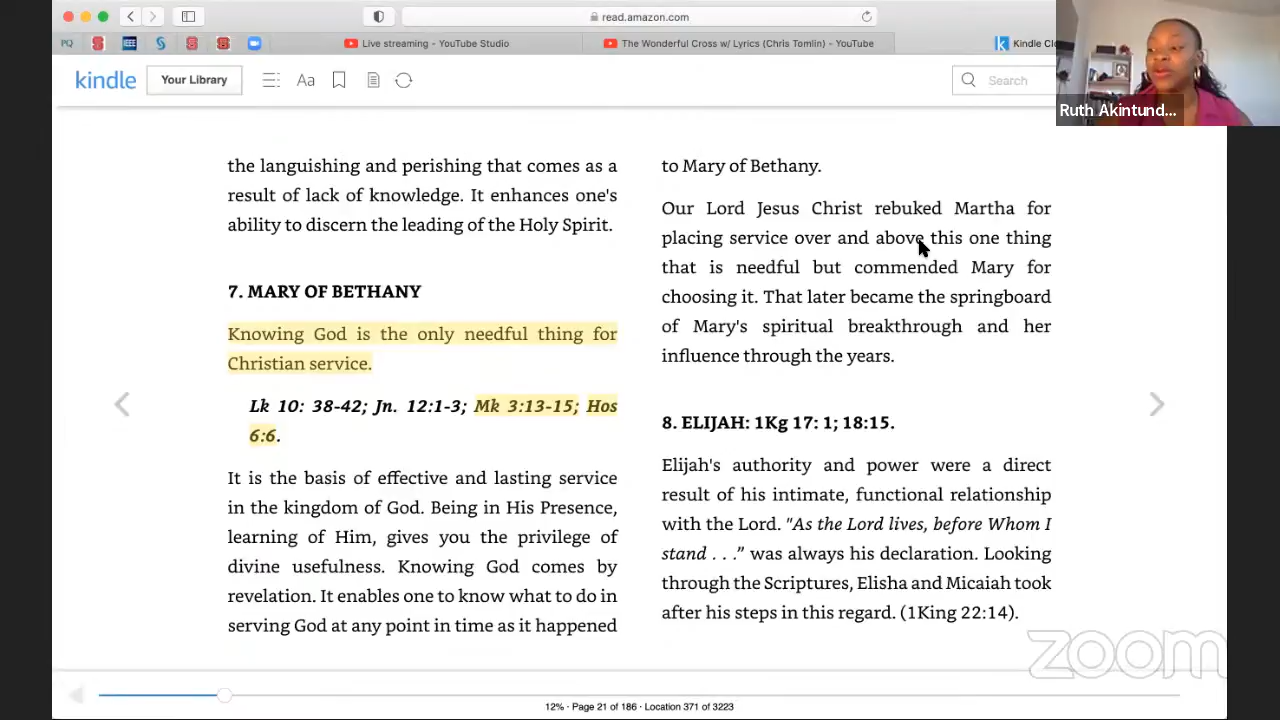 read.amazon.com
PQ
IEEE
Live streaming - YouTube Studio
The Wonderful Cross w/ Lyrics (Chris Tomlin) - YouTube
Kindle Clo
kindle
Your Library
Aa
Search
Ruth Akintund...
the languishing and perishing that comes as a
result of lack of knowledge. It enhances one's
ability to discern the leading of the Holy Spirit.
7. MARY OF BETHANY
Knowing God is the only needful thing for
Christian service.
Lk 10: 38-42; Jn. 12:1-3; Mk 3:13-15; Hos
6:6.
It is the basis of effective and lasting service
in the kingdom of God. Being in His Presence,
learning of Him, gives you the privilege of
divine usefulness. Knowing God comes by
revelation. It enables one to know what to do in
serving God at any point in time as it happened
to Mary of Bethany.
Our Lord Jesus Christ rebuked Martha for
placing service over and above this one thing
that is needful but commended Mary for
choosing it. That later became the springboard
of Mary's spiritual breakthrough and her
influence through the years.
8. ELIJAH: 1Kg 17: 1; 18:15.
Elijah's authority and power were a direct
result of his intimate, functional relationship
with the Lord. "As the Lord lives, before Whom I
stand . . ." was always his declaration. Looking
through the Scriptures, Elisha and Micaiah took
after his steps in this regard. (1King 22:14).
zoom
12% · Page 21 of 186 · Location 371 of 3223